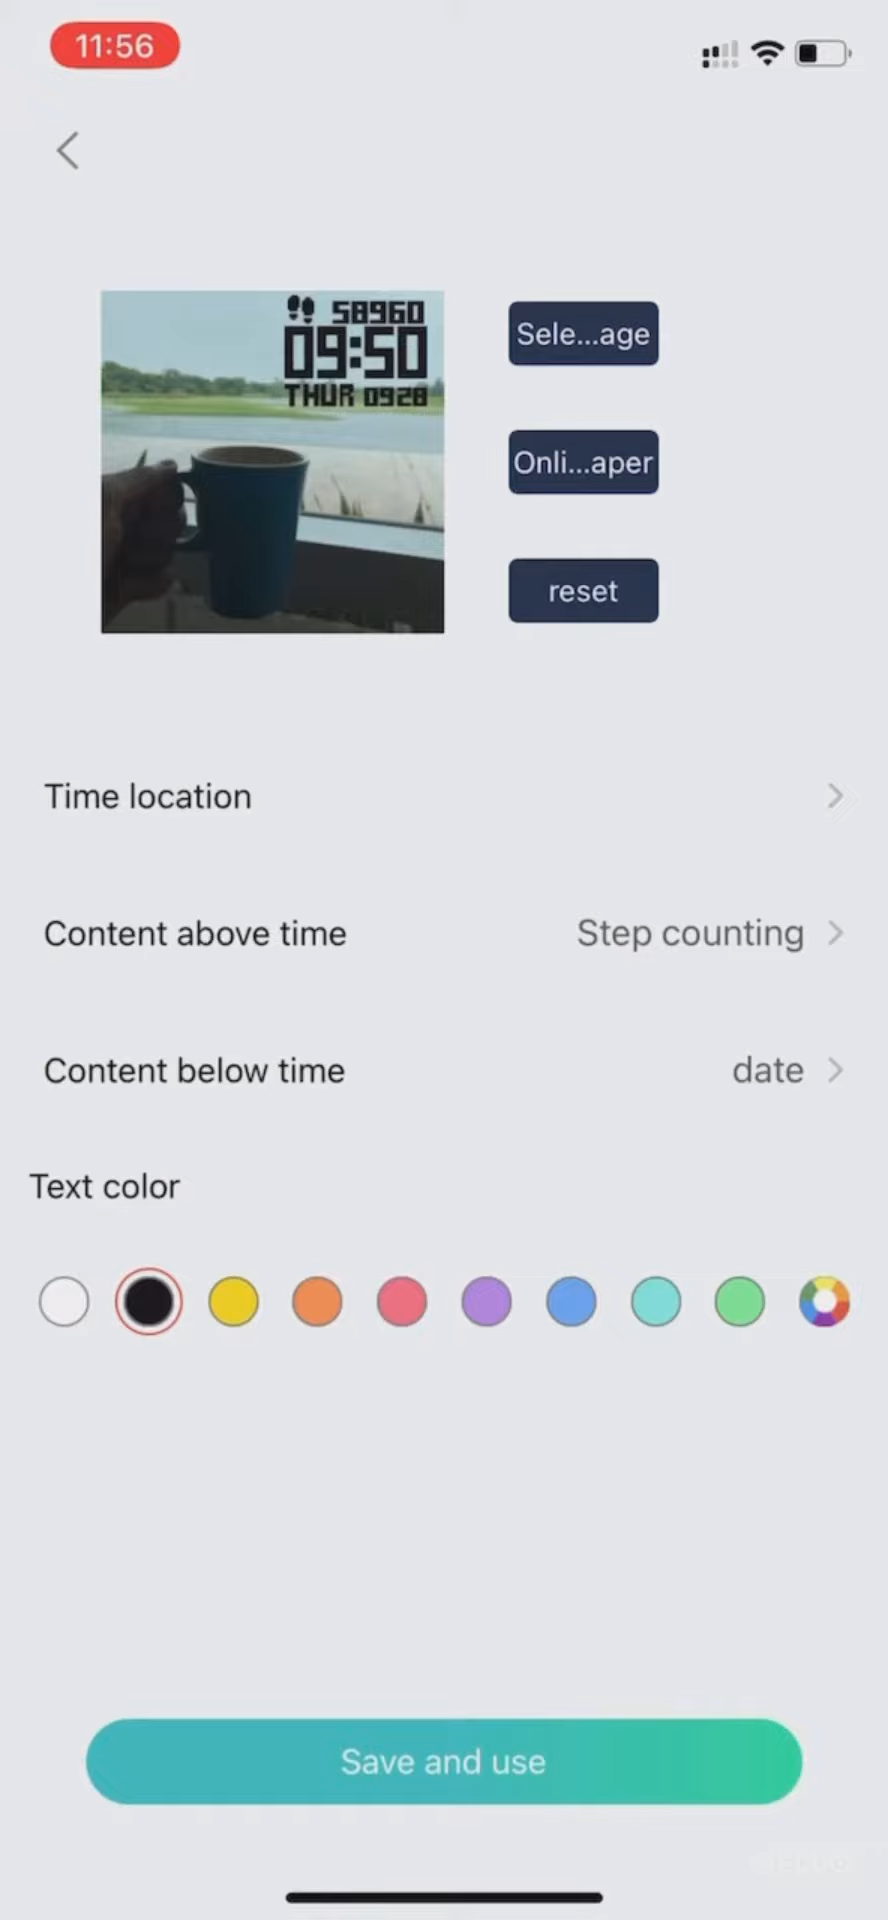 11:56
58960
09:50
THUR 0928
Sele...age
Onli...aper
reset
Time location
Content above time Step counting
Content below time date
Text color
Save and use